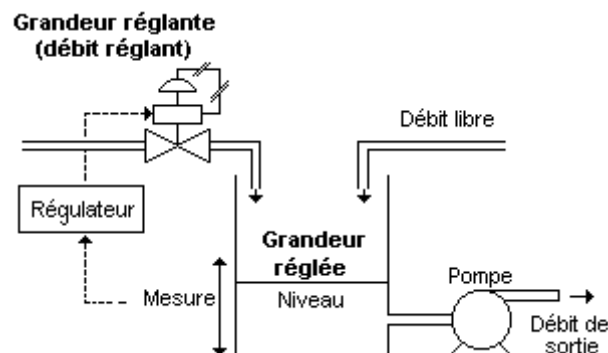 Grandeur réglante
(débit réglant)
Débit libre
Régulateur
Grandeur
réglée
Mesure
Niveau
Pompe
Débit de
sortie